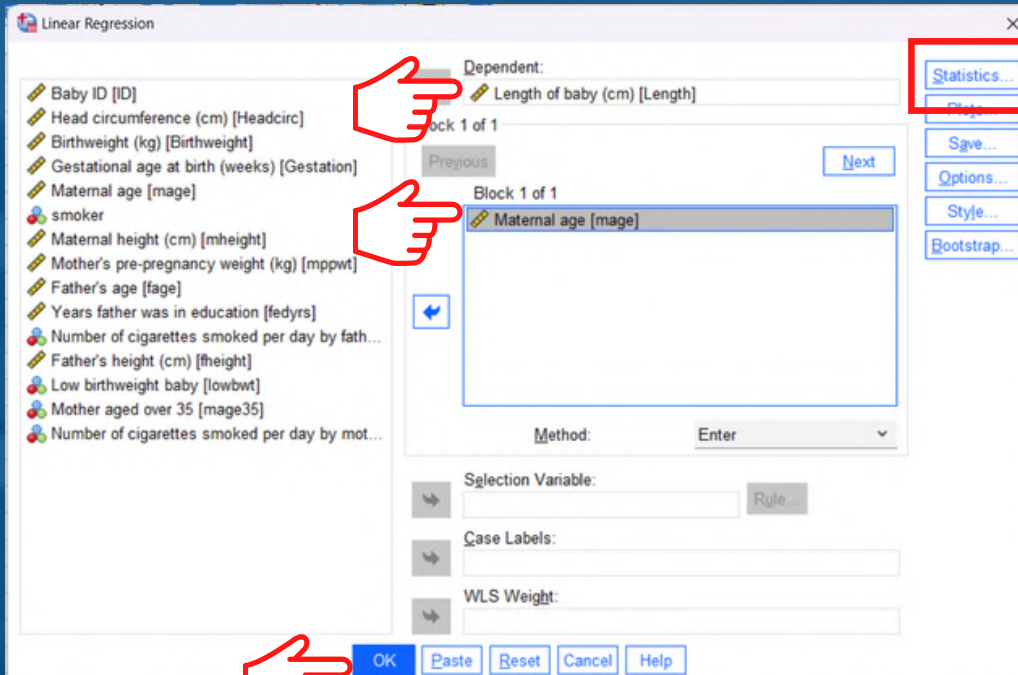 Linear Regression
Baby ID [ID]
Head circumference (cm) [Headcirc]
Birthweight (kg) [Birthweight]
Gestational age at birth (weeks) [Gestation]
Maternal age [mage]
smoker
Maternal height (cm) [mheight]
Mother's pre-pregnancy weight (kg) [mppwt]
Father's age [fage]
Years father was in education [fedyrs]
Number of cigarettes smoked per day by fath...
Father's height (cm) [fheight]
Low birthweight baby [lowbwt]
Mother aged over 35 [mage35]
Number of cigarettes smoked per day by mot...
Dependent:
Length of baby (cm) [Length]
1 of 1
Previous
Next
Block 1 of 1
Maternal age [mage]
Method:
Enter
Selection Variable:
Rule...
Case Labels:
WLS Weight:
OK
Paste
Reset
Cancel
Help
Statistics...
Save...
Options...
Style...
Bootstrap...